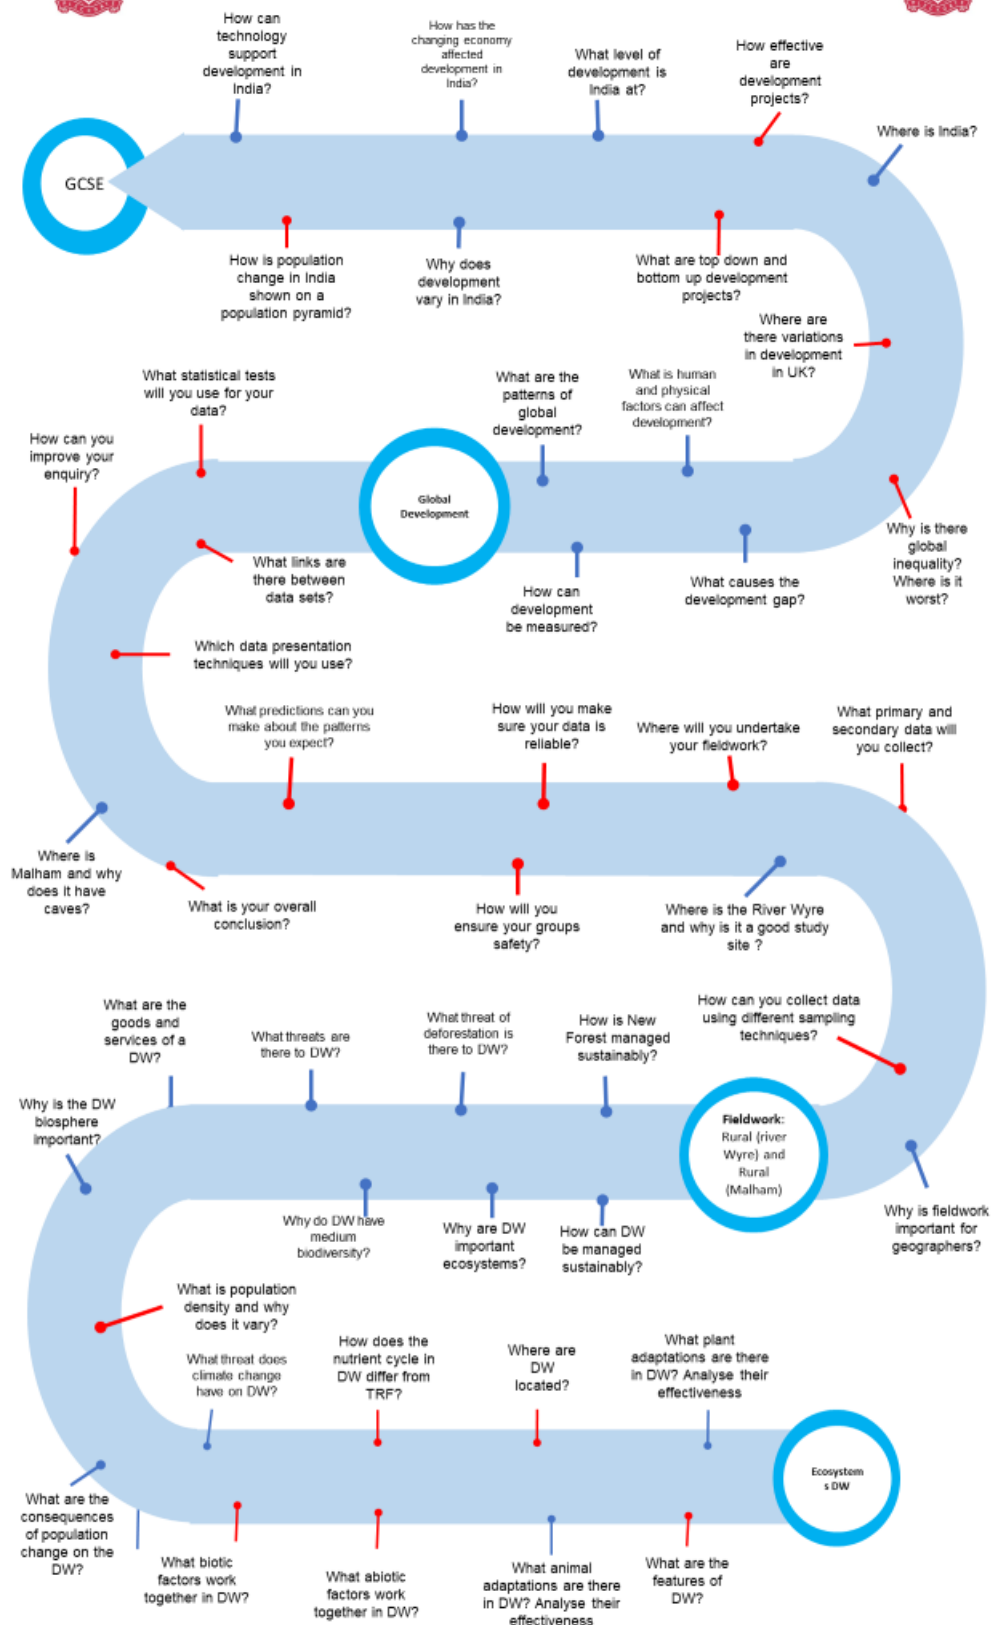 How can
technology
support
development in
India?
How has the
changing economy
affected
development in
India?
What level of
development is
India at?
How effective
are
development
projects?
Where is India?
GCSE
How is population
change in India
shown on a
population pyramid?
Why does
development
vary in India?
What are top down and
bottom up development
projects?
Where are
there variations
in development
in UK?
What statistical tests
will you use for your
data?
What are the
patterns of
global
development?
What is human
and physical
factors can affect
development?
How can you
improve your
enquiry?
Global
Development
What links are
there between
data sets?
How can
development
be measured?
What causes the
development gap?
Why is there
global
inequality?
Where is it
worst?
Which data presentation
techniques will you use?
What predictions can you
make about the patterns
you expect?
How will you make
sure your data is
reliable?
Where will you undertake
your fieldwork?
What primary and
secondary data will
you collect?
Where is
Malham and why
does it have
caves?
What is your overall
conclusion?
How will you
ensure your groups
safety?
Where is the River Wyre
and why is it a good study
site ?
What are the
goods and
services of a
DW?
What threats are
there to DW?
What threat of
deforestation is
there to DW?
How is New
Forest managed
sustainably?
How can you collect data
using different sampling
techniques?
Why is the DW
biosphere
important?
Fieldwork:
Rural (river
Wyre) and
Rural
(Malham)
Why do DW have
medium
biodiversity?
Why are DW
important
ecosystems?
How can DW
be managed
sustainably?
Why is fieldwork
important for
geographers?
What is population
density and why
does it vary?
What threat does
climate change
have on DW?
How does the
nutrient cycle in
DW differ from
TRF?
Where are
DW
located?
What plant
adaptations are there
in DW? Analyse their
effectiveness
Ecosystem
s DW
What are the
consequences
of population
change on the
DW?
What biotic
factors work
together in DW?
What abiotic
factors work
together in DW?
What animal
adaptations are there
in DW? Analyse their
effectiveness
What are the
features of
DW?